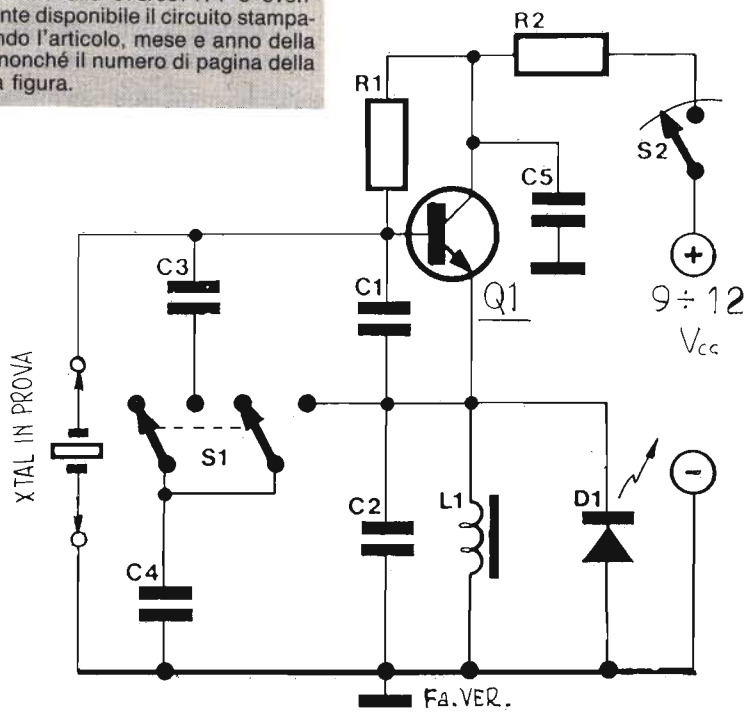 nte disponibile il circuito stampa-
ndo l'articolo, mese e anno della
nonché il numero di pagina della
a figura.
R2
R1
S2
C5
C3
C1
Q1
+
9÷12
Vcc
XTAL IN PROVA
S1
-
C2
L1
D1
C4
Fa.VER.